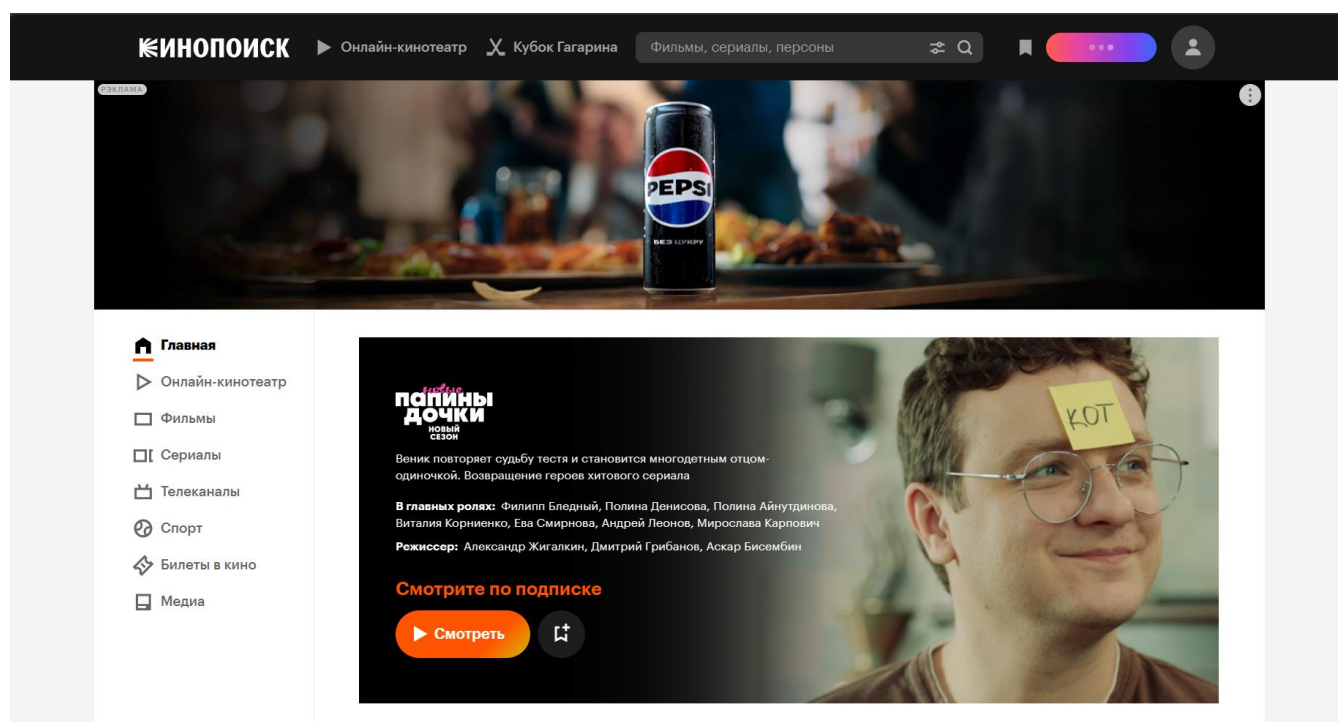 КИНОПОИСК
Онлайн-кинотеатр
Кубок Гагарина
Фильмы, сериалы, персоны
РЭКЛАМА
PEPSI
БЕЗ ЦУКРУ
Главная
Онлайн-кинотеатр
Фильмы
Сериалы
Телеканалы
Спорт
Билеты в кино
Медиа
новые
папины
дочки
новый
сезон
Веник повторяет судьбу тестя и становится многодетным отцом-
одиночкой. Возвращение героев хитового сериала
В главных ролях: Филипп Бледный, Полина Денисова, Полина Айнутдинова,
Виталия Корниенко, Ева Смирнова, Андрей Леонов, Мирослава Карпович
Режиссер: Александр Жигалкин, Дмитрий Грибанов, Аскар Бисембин
Смотрите по подписке
Смотреть
КОТ